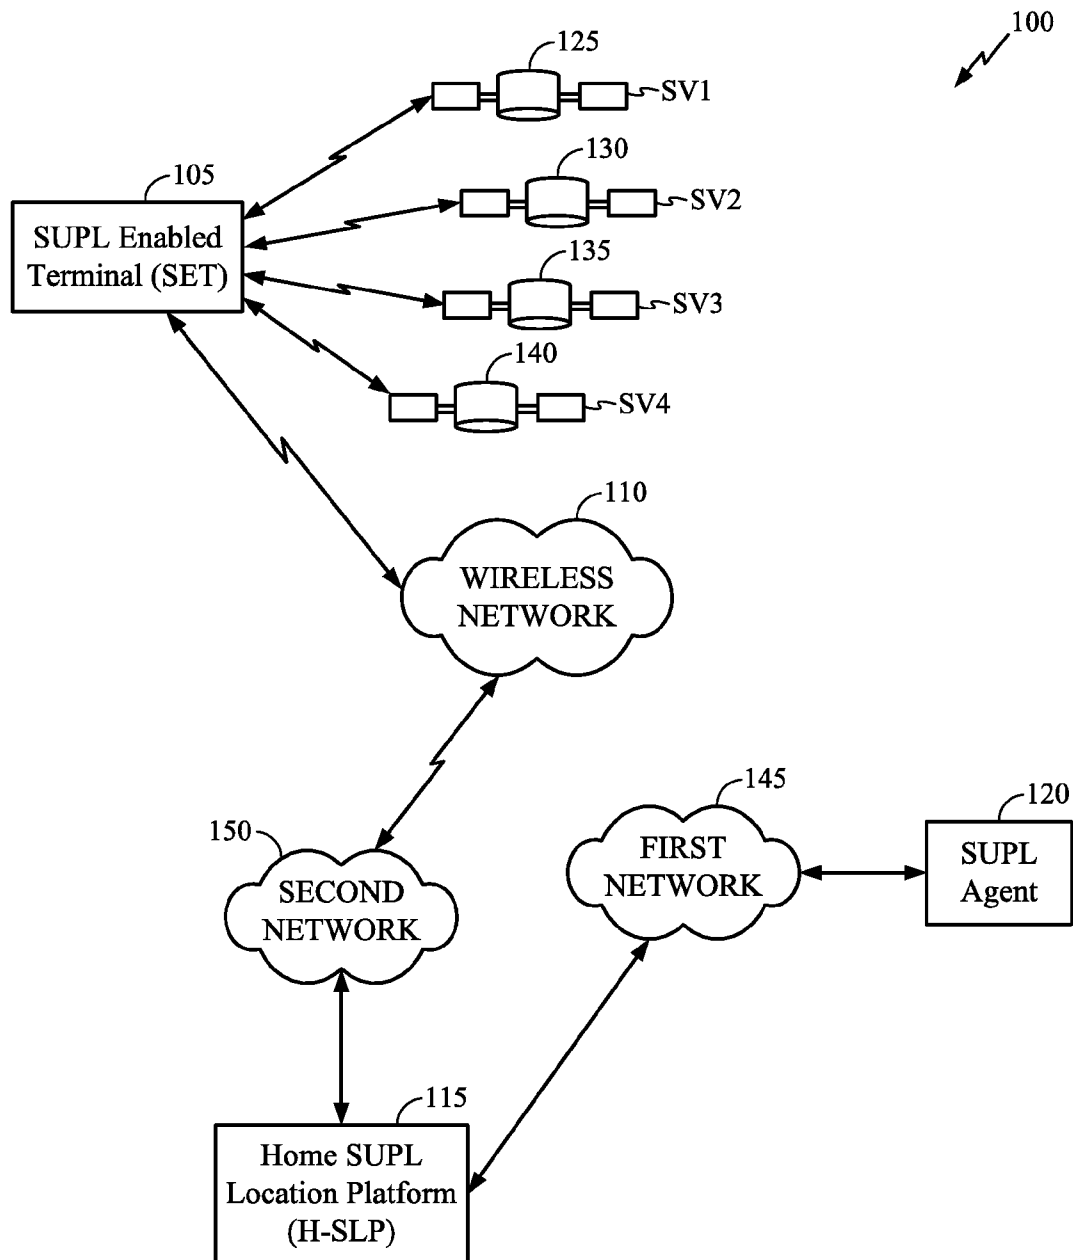 100
125
SV1
130
SV2
105
SUPL Enabled
Terminal (SET)
135
SV3
140
SV4
110
WIRELESS
NETWORK
145
120
FIRST
NETWORK
SUPL
Agent
150
SECOND
NETWORK
115
Home SUPL
Location Platform
(H-SLP)